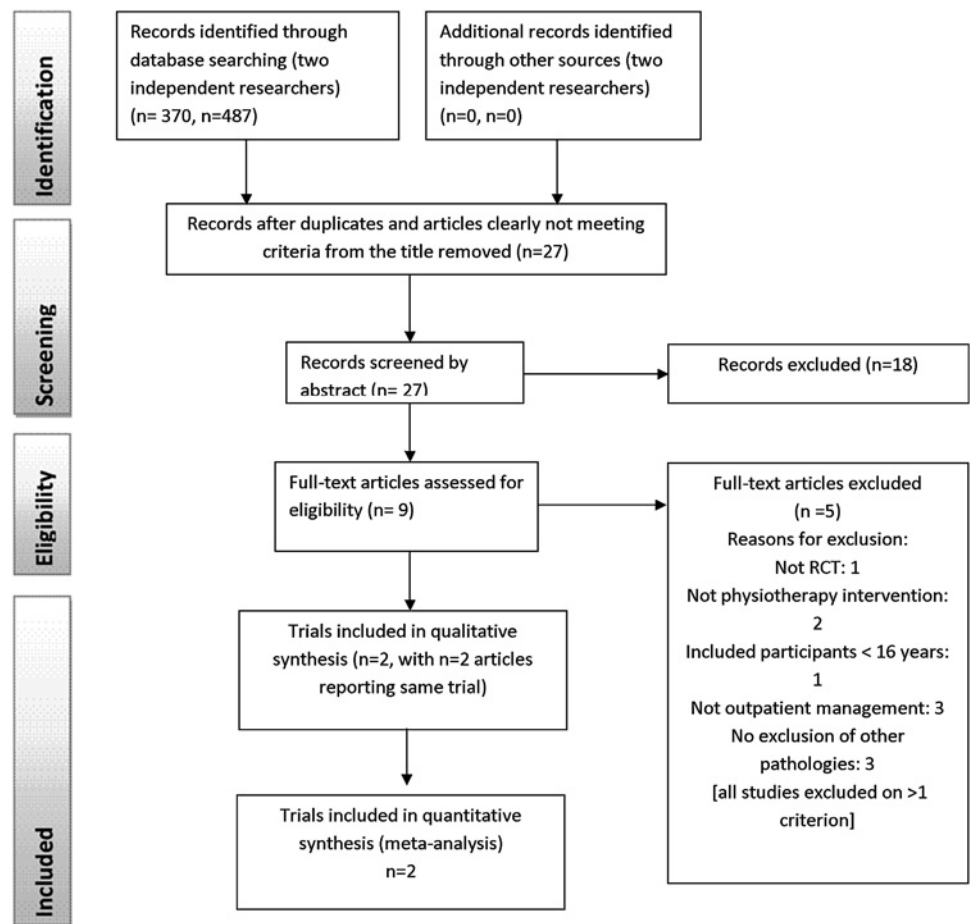 Identification
Records identified through
database searching (two
independent researchers)
(n= 370, n=487)
Additional records identified
through other sources (two
independent researchers)
(n=0, n=0)
Screening
Records after duplicates and articles clearly not meeting
criteria from the title removed (n=27)
Records screened by
abstract (n= 27)
Records excluded (n=18)
Eligibility
Full-text articles assessed for
eligibility (n= 9)
Full-text articles excluded
(n =5)
Reasons for exclusion:
Not RCT: 1
Not physiotherapy intervention:
2
Included participants < 16 years:
1
Not outpatient management: 3
No exclusion of other
pathologies: 3
[all studies excluded on >1
criterion]
Included
Trials included in qualitative
synthesis (n=2, with n=2 articles
reporting same trial)
Trials included in quantitative
synthesis (meta-analysis)
n=2